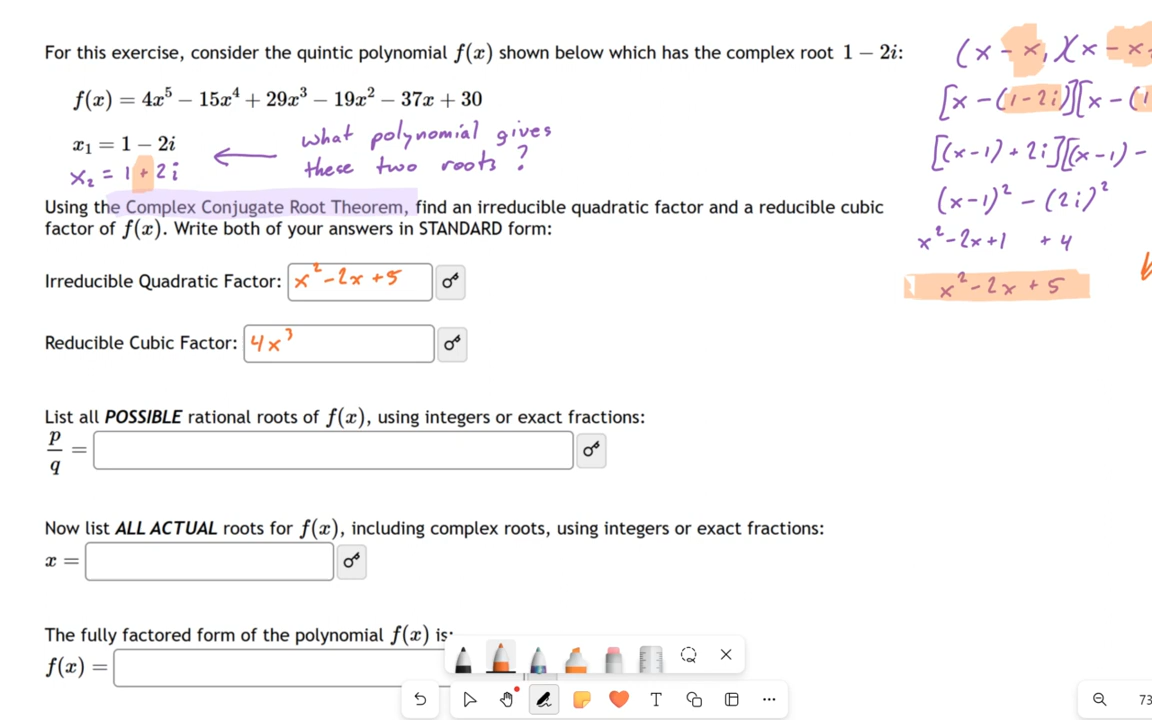 For this exercise, consider the quintic polynomial f(x) shown below which has the complex root 1 − 2i:
f(x) = 4x⁵ − 15x⁴ + 29x³ − 19x² − 37x + 30
x₁ = 1 − 2i
x₂ = 1 + 2i
what polynomial gives
these two roots?
Using the Complex Conjugate Root Theorem, find an irreducible quadratic factor and a reducible cubic
factor of f(x). Write both of your answers in STANDARD form:
Irreducible Quadratic Factor: x² - 2x + 5
Reducible Cubic Factor: 4x³
List all POSSIBLE rational roots of f(x), using integers or exact fractions:
p/q =
Now list ALL ACTUAL roots for f(x), including complex roots, using integers or exact fractions:
x =
The fully factored form of the polynomial f(x) is:
f(x) =
(x - x₁)(x - x
[x - (1-2i)][x - (1
[(x-1) + 2i][(x-1) -
(x-1)² - (2i)²
x² - 2x + 1 + 4
x² - 2x + 5
T
73